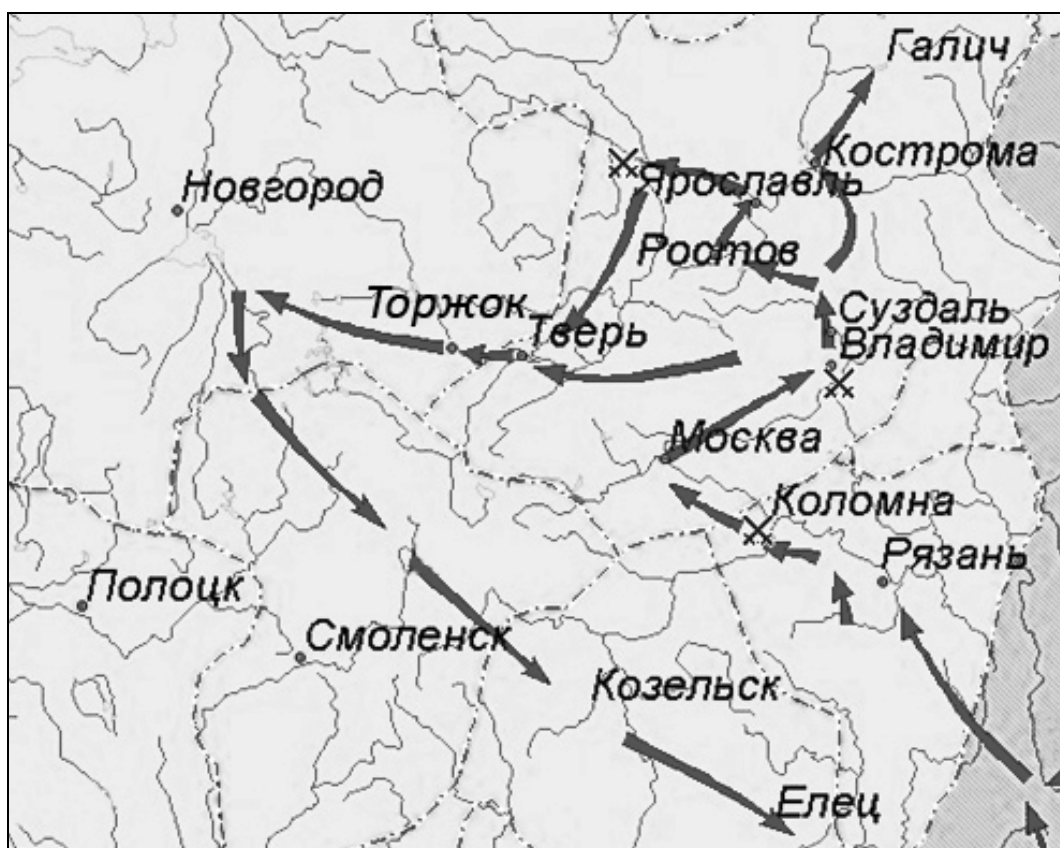 Галич
Кострома
Новгород
Ярославль
Ростов
Торжок
Суздаль
Тверь
Владимир
Москва
Коломна
Рязань
Полоцк
Смоленск
Козельск
Елец